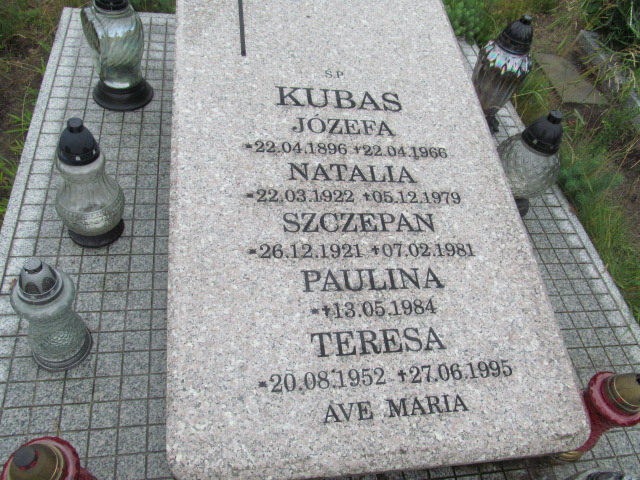 Ś.P.
KUBAS
JÓZEFA
*22.04.1896 +22.04.1966
NATALIA
*22.03.1922 +05.12.1979
SZCZEPAN
*26.12.1921 +07.02.1981
PAULINA
*+13.05.1984
TERESA
*20.08.1952 +27.06.1995
AVE MARIA